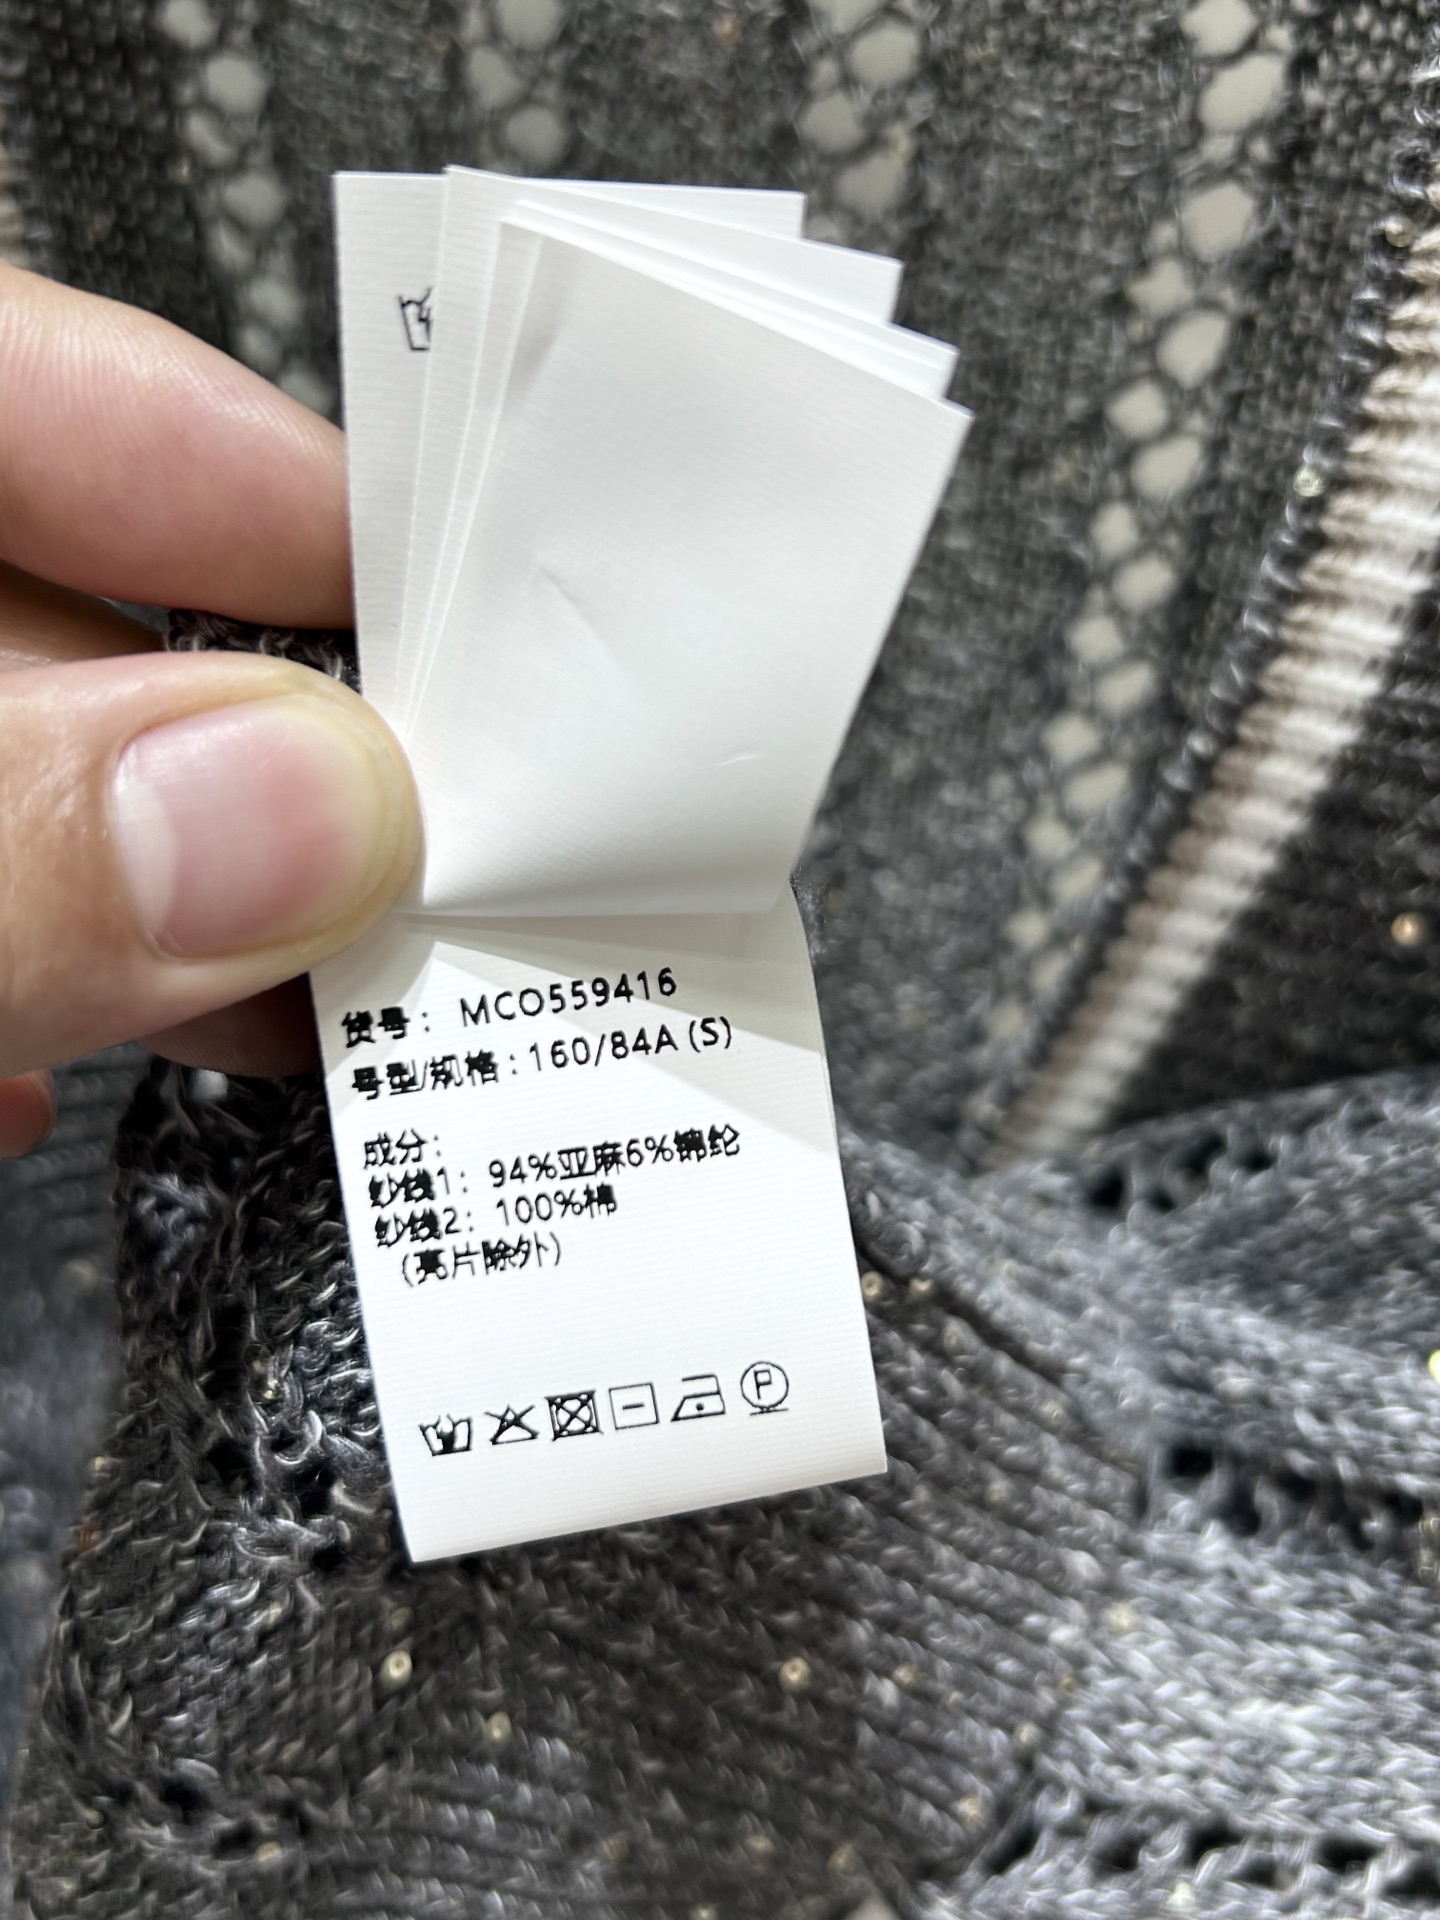 货号： MCO559416
号型/规格：160/84A (S)
成分：
纱线1： 94%亚麻6%锦纶
纱线2： 100%棉
(亮片除外)
P